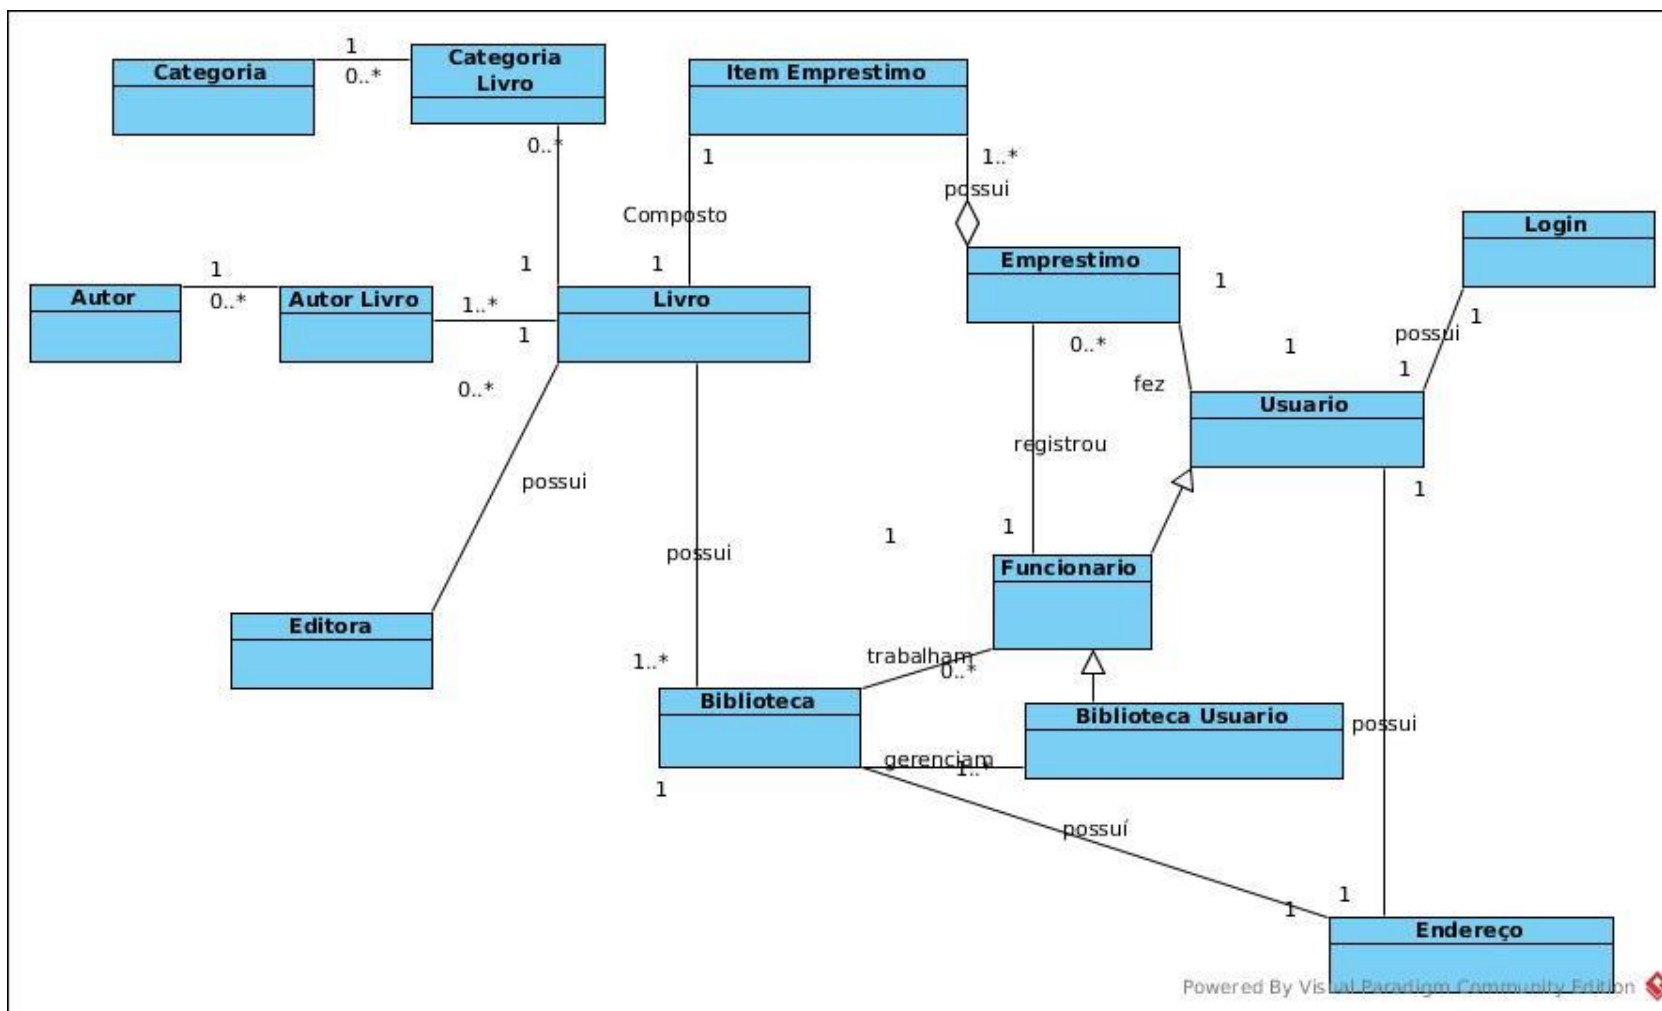 1
Categoria
0..*
Categoria
Livro
Item Emprestimo
0..*
1
1..*
possui
Composto
Login
1
1
Emprestimo
1
1
0..*
Autor
Autor Livro
1..*
1
Livro
0..*
1
possui
1
1
1
0..*
fez
Usuario
registrou
1
possui
1
1
possui
Funcionario
Editora
trabalham
0..*
1..*
Biblioteca
Biblioteca Usuario
possui
gerenciam
1..*
1
possuí
1
1
Endereço
Powered By Visual Paradigm Community Edition